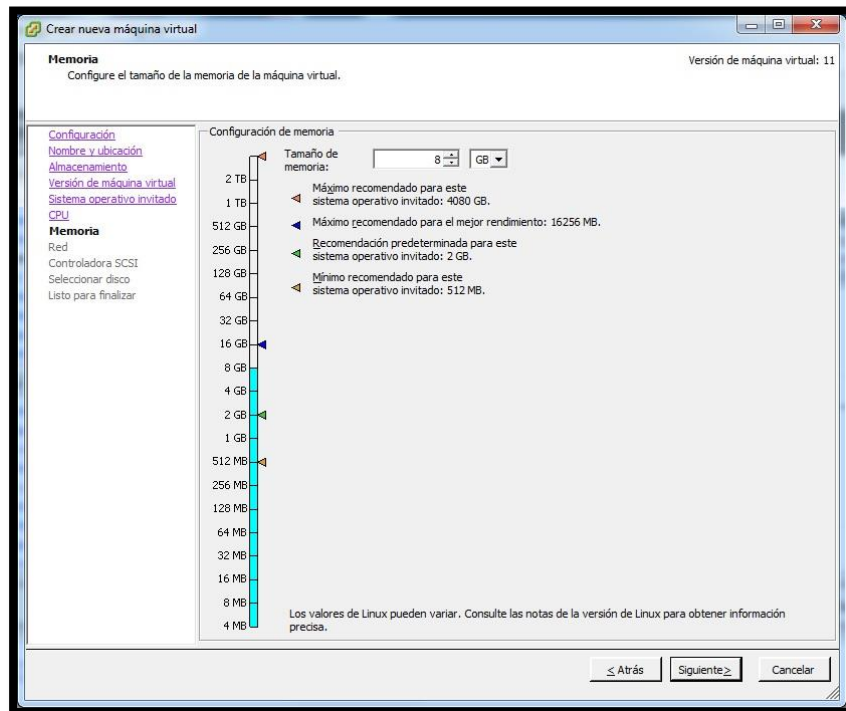 Crear nueva máquina virtual
Memoria
Configure el tamaño de la memoria de la máquina virtual.
Versión de máquina virtual: 11
Configuración
Nombre y ubicación
Almacenamiento
Versión de máquina virtual
Sistema operativo invitado
CPU
Memoria
Red
Controladora SCSI
Seleccionar disco
Listo para finalizar
Configuración de memoria
Tamaño de
memoria:
8
GB
Máximo recomendado para este
sistema operativo invitado: 4080 GB.
Máximo recomendado para el mejor rendimiento: 16256 MB.
Recomendación predeterminada para este
sistema operativo invitado: 2 GB.
Mínimo recomendado para este
sistema operativo invitado: 512 MB.
2 TB
1 TB
512 GB
256 GB
128 GB
64 GB
32 GB
16 GB
8 GB
4 GB
2 GB
1 GB
512 MB
256 MB
128 MB
64 MB
32 MB
16 MB
8 MB
4 MB
Los valores de Linux pueden variar. Consulte las notas de la versión de Linux para obtener información
precisa.
< Atrás
Siguiente >
Cancelar